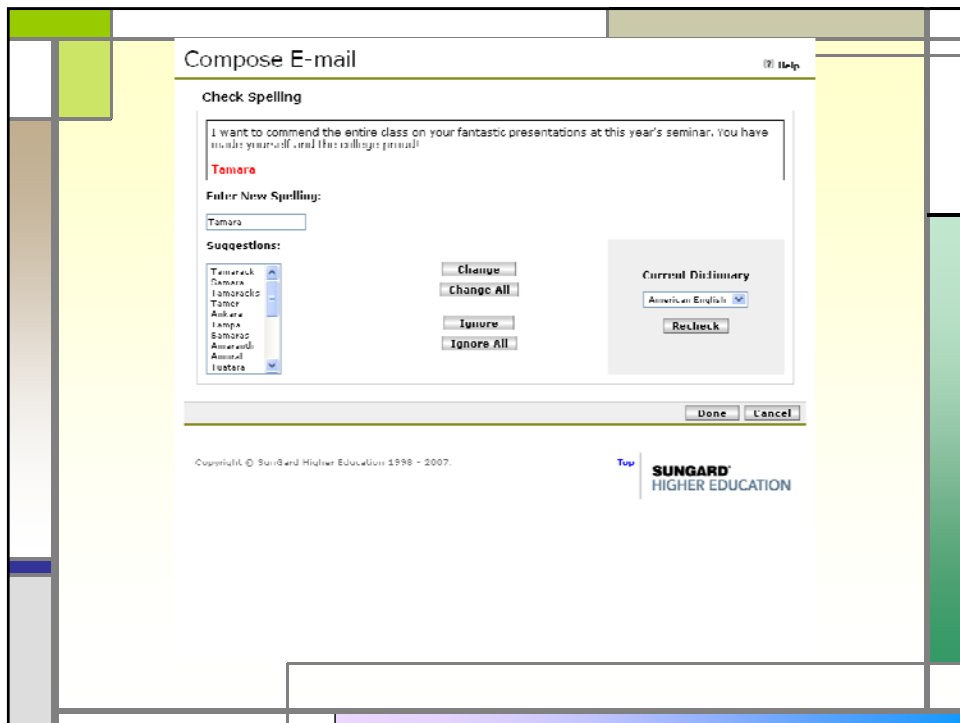 Compose E-mail
[?] Help
Check Spelling
I want to commend the entire class on your fantastic presentations at this year's seminar. You have
made yourself and the college proud!
Tamara
Enter New Spelling:
Tamara
Suggestions:
Tamarack
Samara
Tamaracks
Tamer
Ankara
Tampa
Samaras
Amaranth
Amoral
Tuatara
Change
Change All
Ignore
Ignore All
Current Dictionary
American English
Recheck
Done Cancel
Copyright © SunGard Higher Education 1998 - 2007.
Top
SUNGARD®
HIGHER EDUCATION